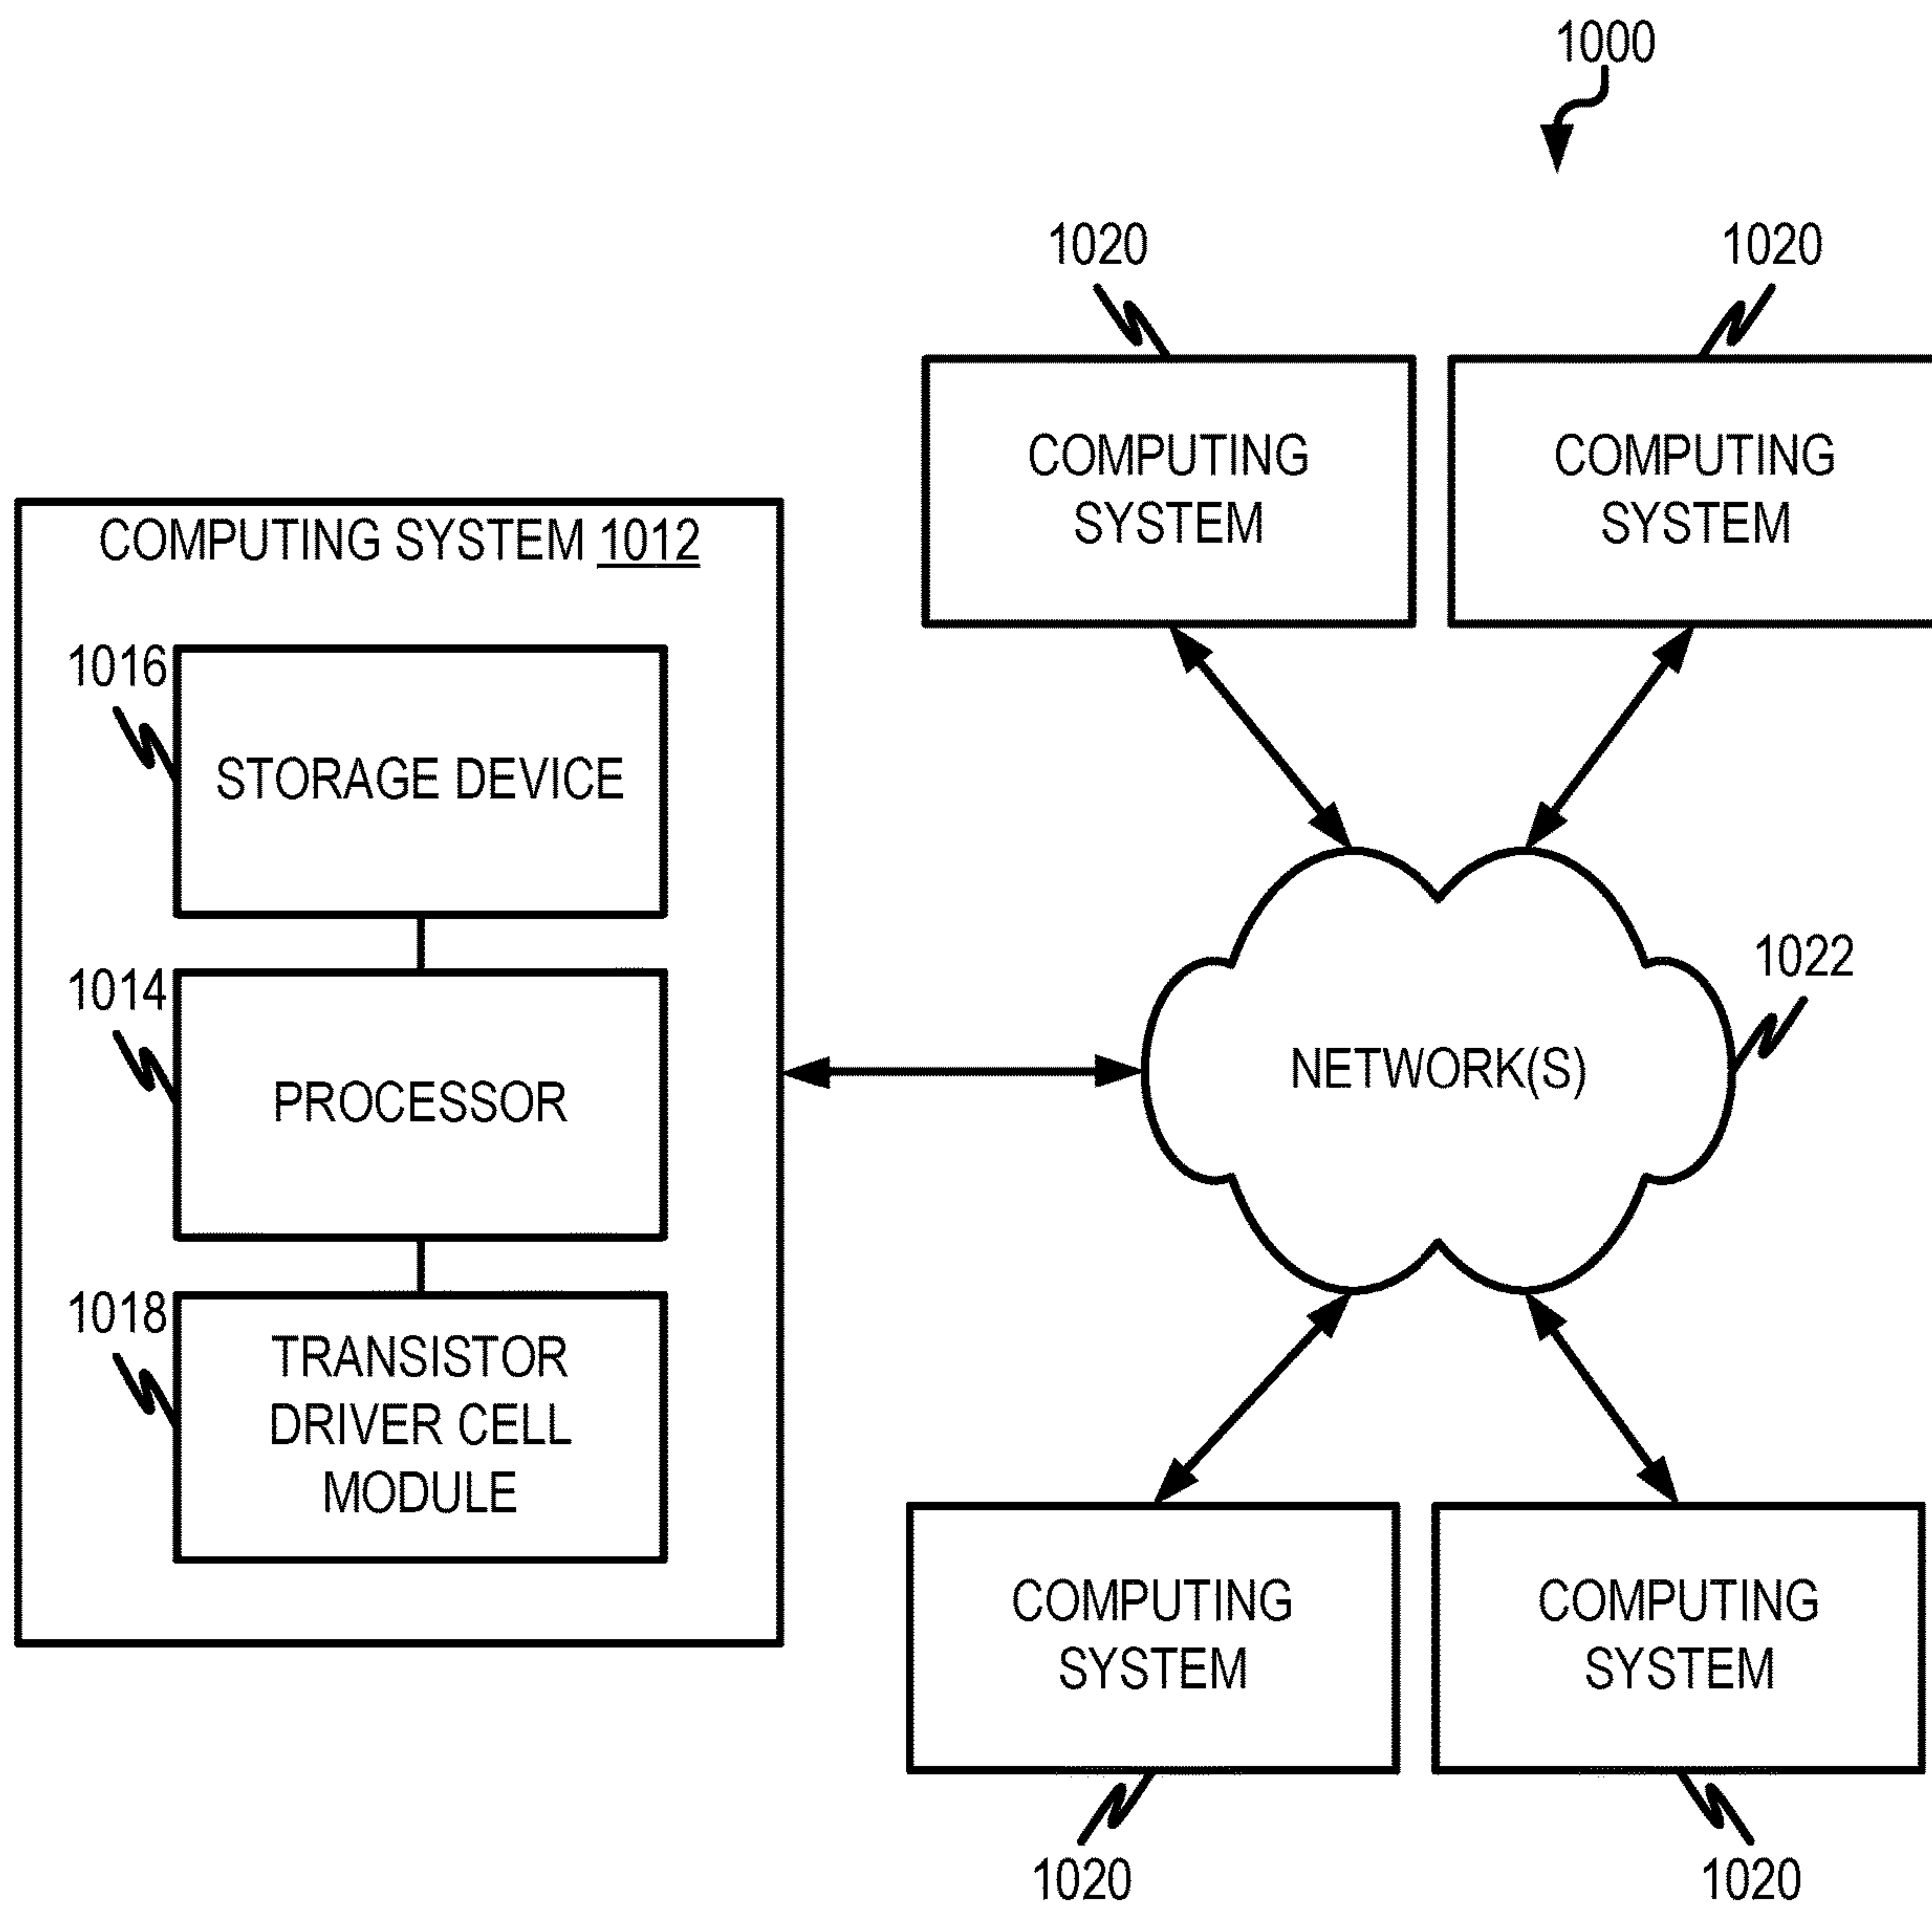 1000
1020
1020
COMPUTING
SYSTEM
COMPUTING
SYSTEM
COMPUTING SYSTEM 1012
1016
STORAGE DEVICE
1014
PROCESSOR
1018
TRANSISTOR
DRIVER CELL
MODULE
NETWORK(S)
1022
COMPUTING
SYSTEM
COMPUTING
SYSTEM
1020
1020